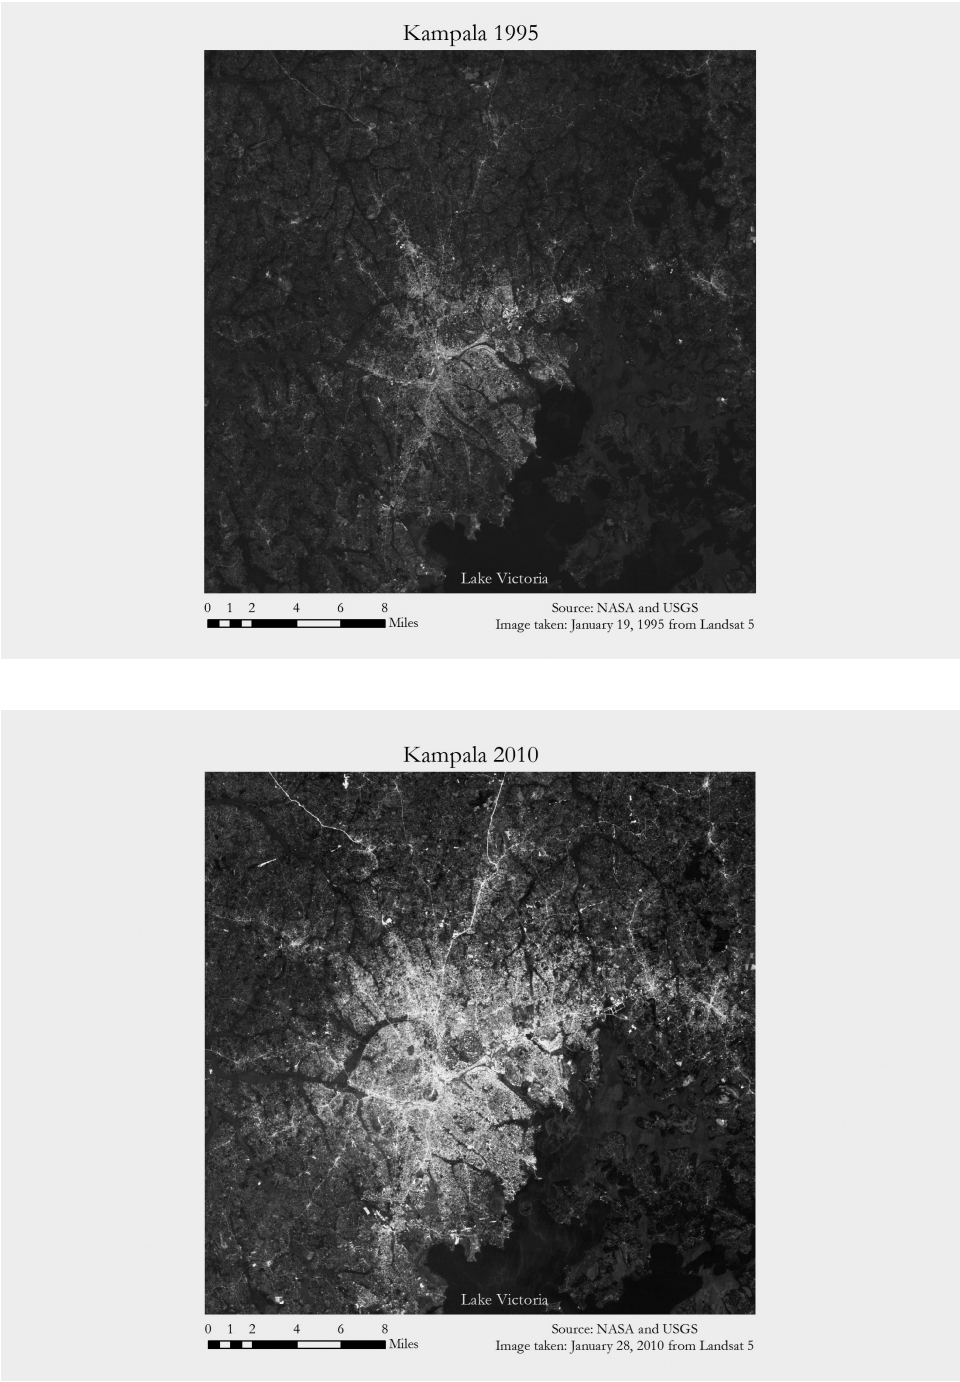 Kampala 1995
Lake Victoria
0 1 2 4 6 8
Miles
Source: NASA and USGS
Image taken: January 19, 1995 from Landsat 5
Kampala 2010
Lake Victoria
0 1 2 4 6 8
Miles
Source: NASA and USGS
Image taken: January 28, 2010 from Landsat 5